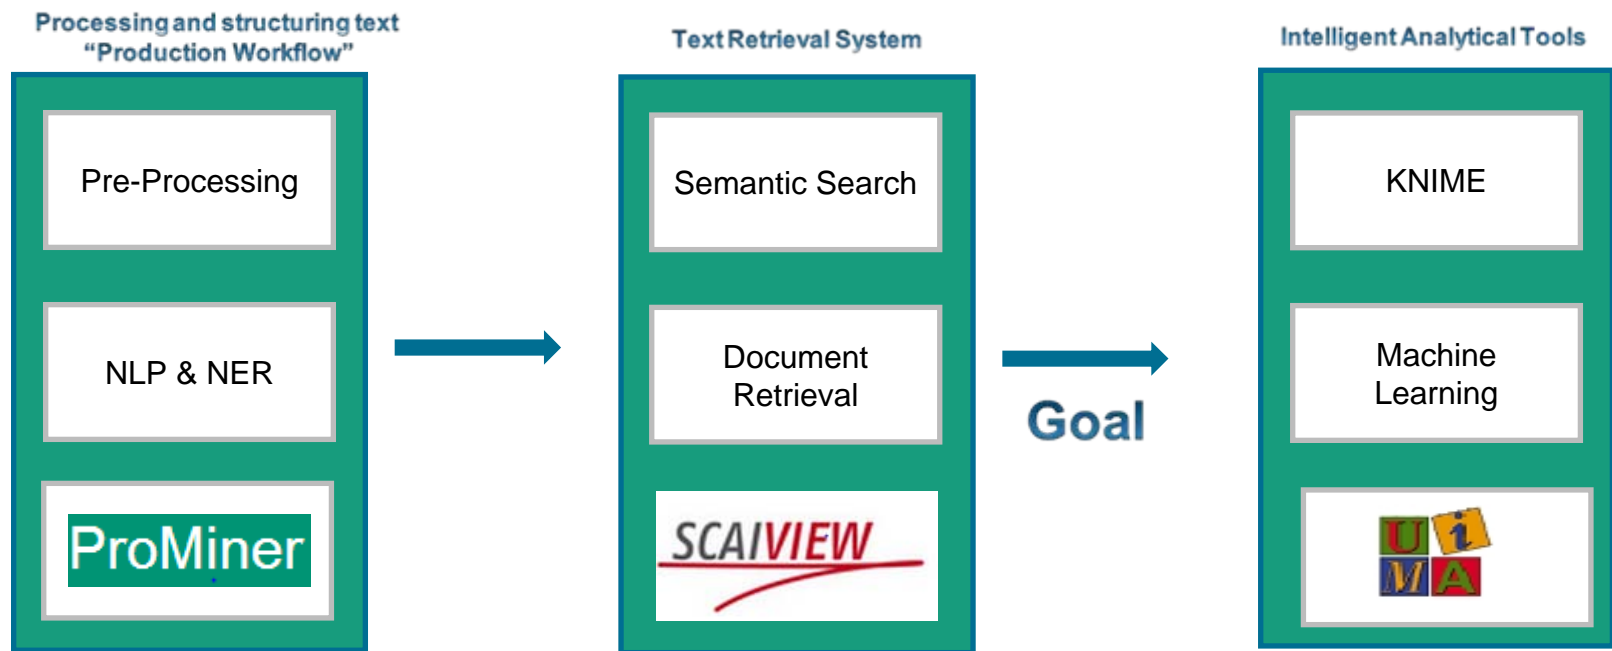 Processing and structuring text
“Production Workflow”
Pre-Processing
NLP & NER
ProMiner
Text Retrieval System
Semantic Search
Document
Retrieval
SCAIVIEW
Goal
Intelligent Analytical Tools
KNIME
Machine
Learning
U i
M A